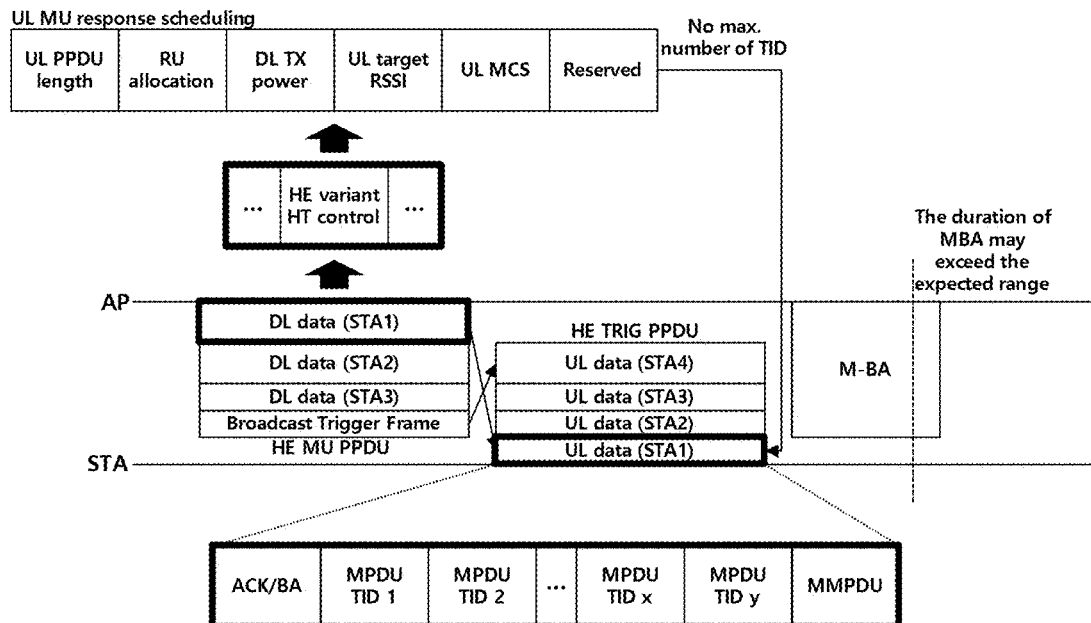 UL MU response scheduling
UL PPDU
length
RU
allocation
DL TX
power
UL target
RSSI
UL MCS
Reserved
No max.
number of TID
...
HE variant
HT control
...
The duration of
MBA may
exceed the
expected range
AP
DL data (STA1)
DL data (STA2)
DL data (STA3)
Broadcast Trigger Frame
HE MU PPDU
HE TRIG PPDU
UL data (STA4)
UL data (STA3)
UL data (STA2)
UL data (STA1)
M-BA
STA
ACK/BA
MPDU
TID 1
MPDU
TID 2
...
MPDU
TID x
MPDU
TID y
MMPDU